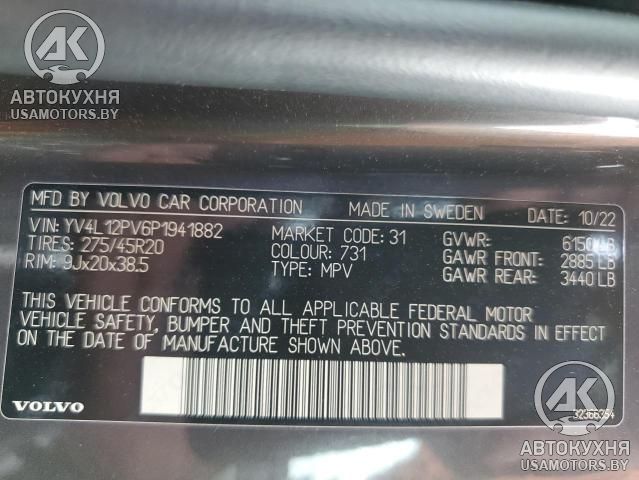 AK
АВТОКУХНЯ
USAMOTORS.BY
MFD BY VOLVO CAR CORPORATION MADE IN SWEDEN DATE: 10/22
VIN: YV4L12PV6P1941882 MARKET CODE: 31 GVWR: 6150 LB
TIRES: 275/45R20 COLOUR: 731 GAWR FRONT: 2885 LB
RIM: 9Jx20x38.5 TYPE: MPV GAWR REAR: 3440 LB
THIS VEHICLE CONFORMS TO ALL APPLICABLE FEDERAL MOTOR
VEHICLE SAFETY, BUMPER AND THEFT PREVENTION STANDARDS IN EFFECT
ON THE DATE OF MANUFACTURE SHOWN ABOVE.
VOLVO
AK
АВТОКУХНЯ
USAMOTORS.BY